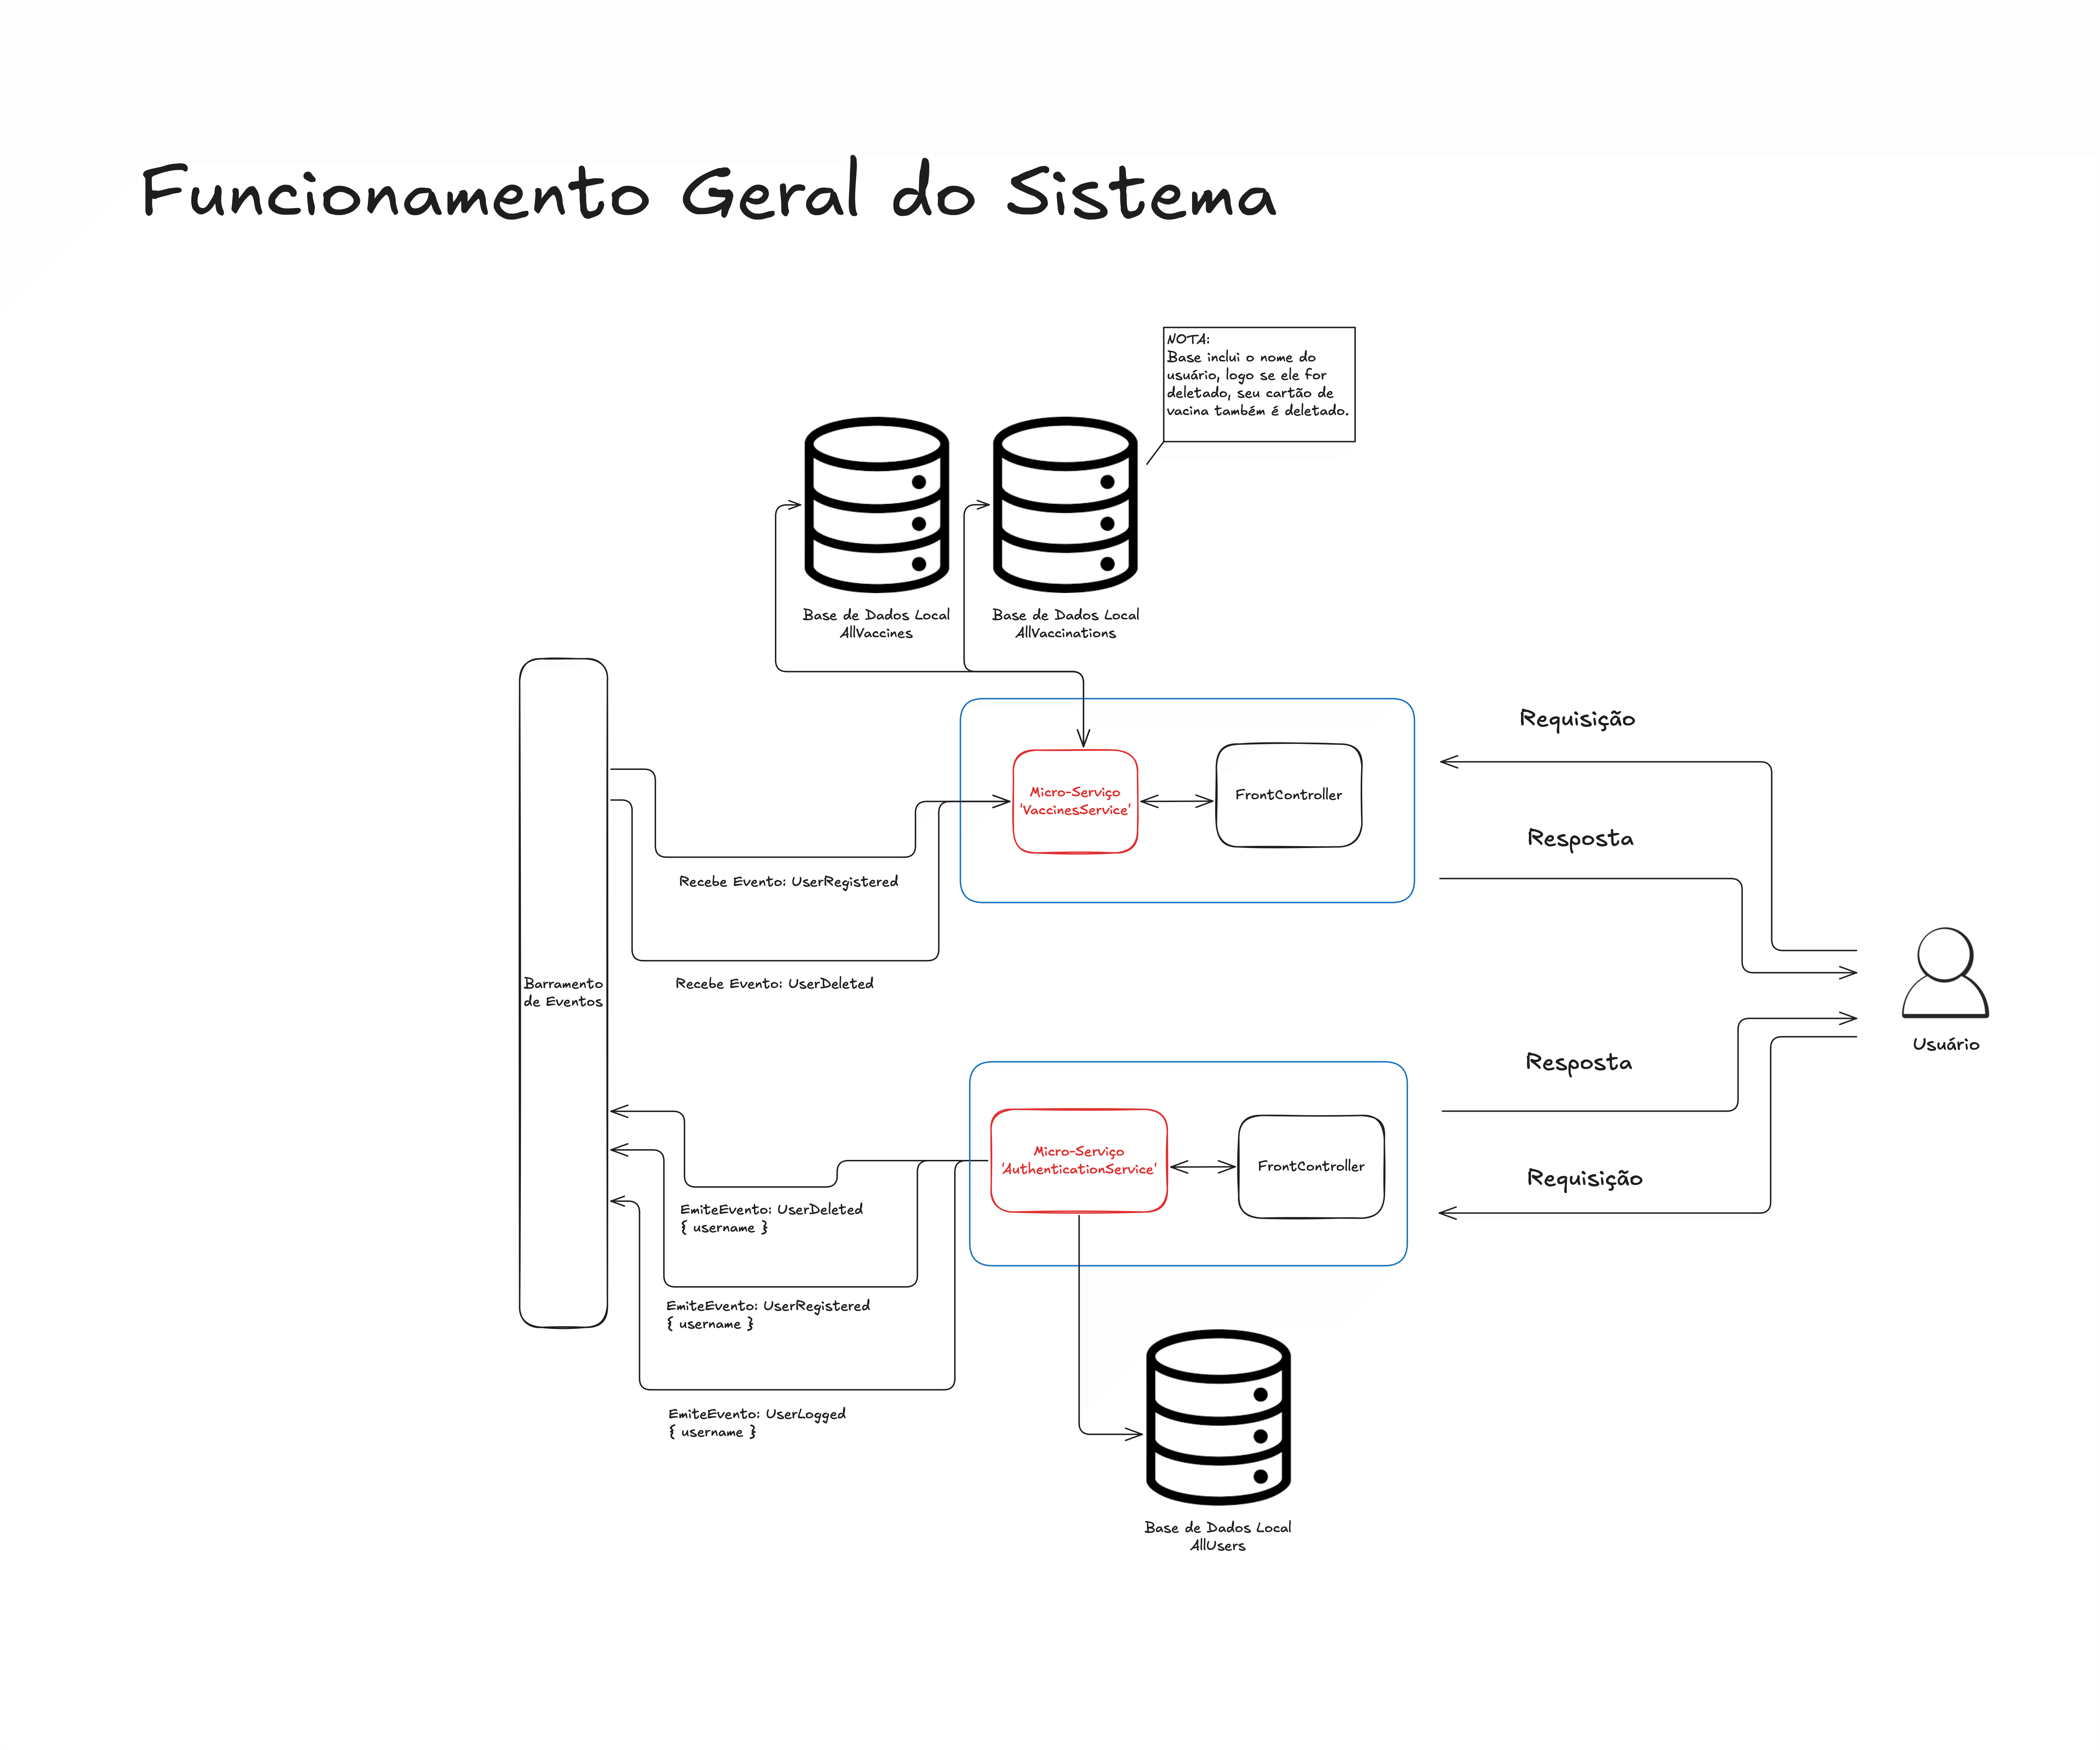 Funcionamento Geral do Sistema
NOTA:
Base inclui o nome do
usuário, logo se ele for
deletado, seu cartão de
vacina também é deletado.
Base de Dados Local
AllVaccines
Base de Dados Local
AllVaccinations
Requisição
Micro-Serviço
'VaccinesService'
FrontController
Resposta
Recebe Evento: UserRegistered
Recebe Evento: UserDeleted
Barramento
de Eventos
Usuário
Resposta
Micro-Serviço
'AuthenticationService'
FrontController
Requisição
EmiteEvento: UserDeleted
{ username }
EmiteEvento: UserRegistered
{ username }
EmiteEvento: UserLogged
{ username }
Base de Dados Local
AllUsers